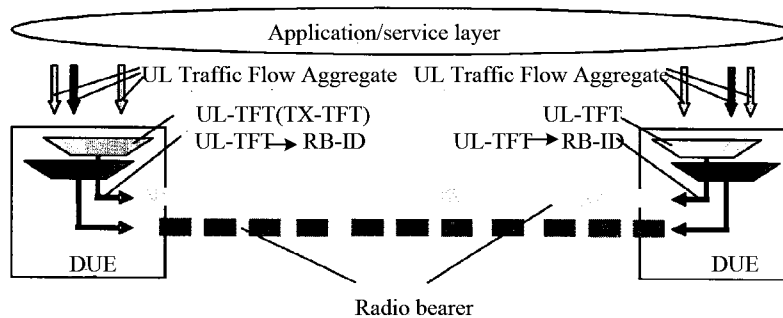 Application/service layer
UL Traffic Flow Aggregate UL Traffic Flow Aggregate
UL-TFT(TX-TFT) UL-TFT
UL-TFT → RB-ID UL-TFT → RB-ID
DUE DUE
Radio bearer